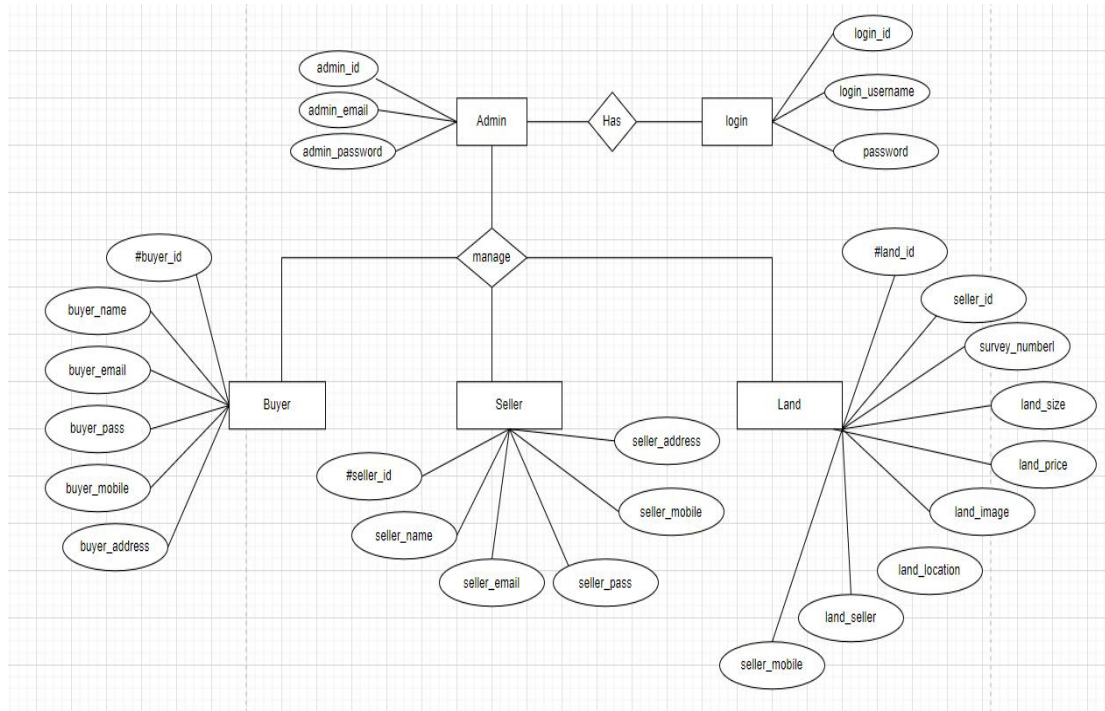 login_id
admin_id
login_username
admin_email
Admin
Has
login
admin_password
password
#buyer_id
manage
#land_id
buyer_name
seller_id
survey_numberl
buyer_email
Buyer
Seller
Land
land_size
buyer_pass
seller_address
land_price
#seller_id
buyer_mobile
seller_mobile
land_image
seller_name
buyer_address
land_location
seller_email
seller_pass
land_seller
seller_mobile